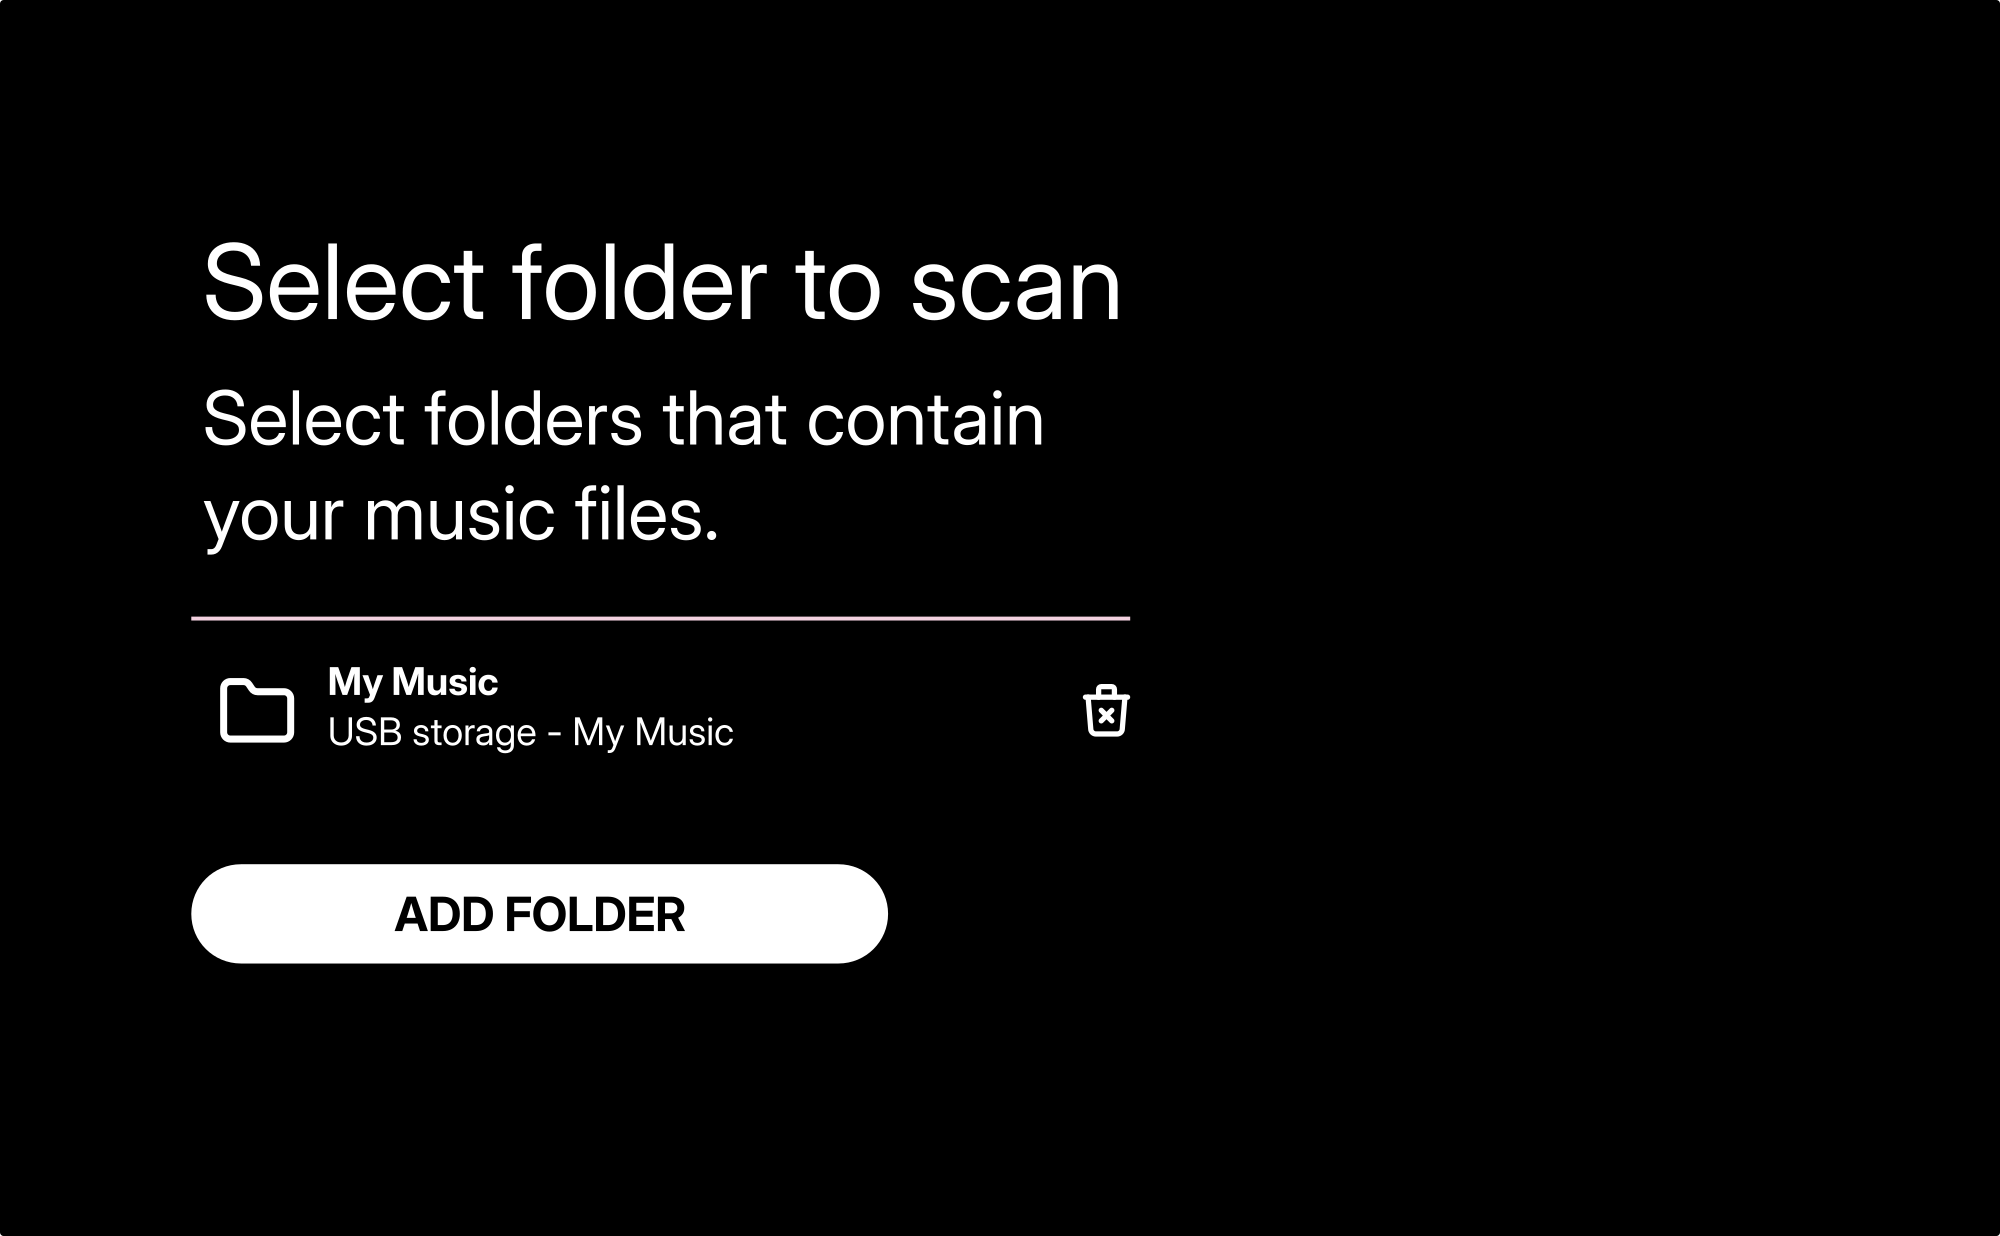 Select folder to scan
Select folders that contain
your music files.
My Music
USB storage - My Music
ADD FOLDER